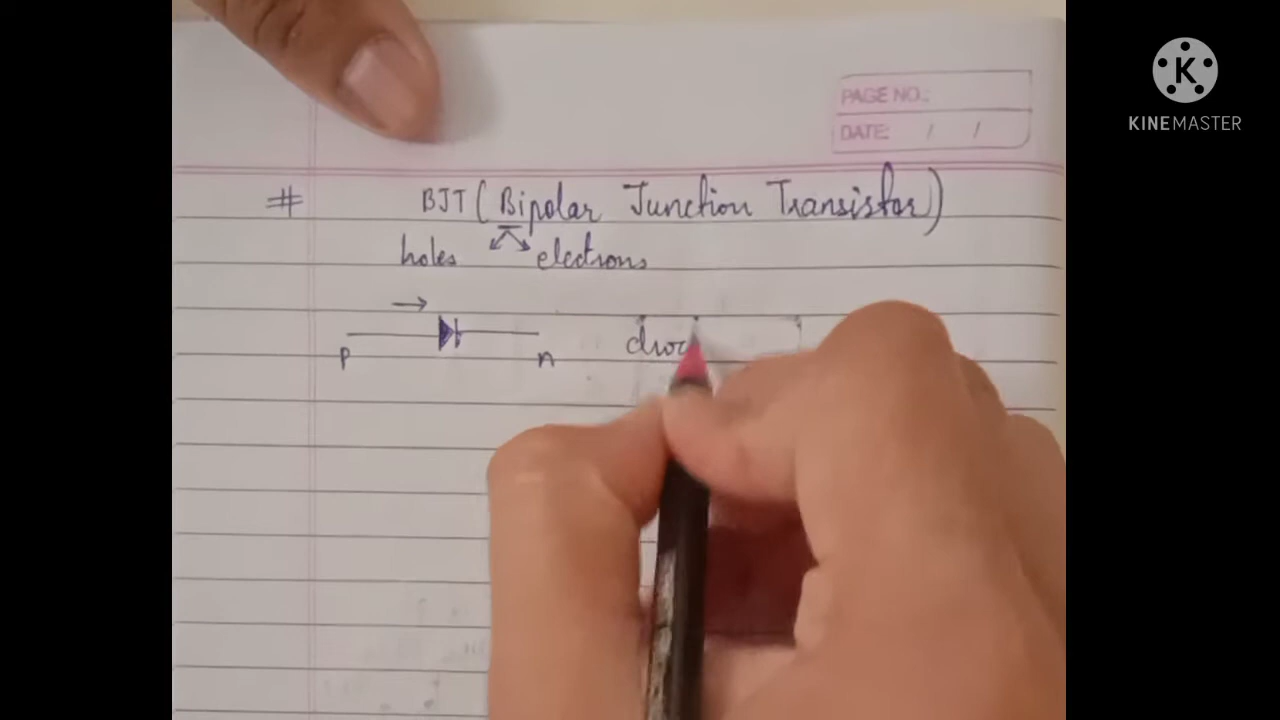 PAGE NO.:
DATE: / /
KINEMASTER
# BJT (Bipolar Junction Transistor)
holes electrons
p n